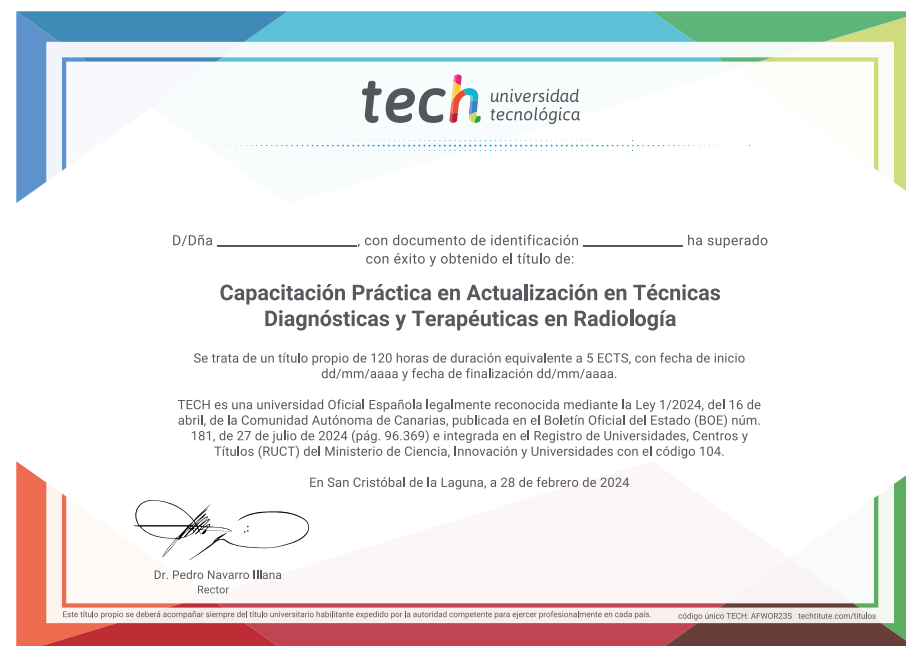 tech universidad
tecnológica
D/Dña ____________________, con documento de identificación ______________ ha superado
con éxito y obtenido el título de:
Capacitación Práctica en Actualización en Técnicas
Diagnósticas y Terapéuticas en Radiología
Se trata de un título propio de 120 horas de duración equivalente a 5 ECTS, con fecha de inicio
dd/mm/aaaa y fecha de finalización dd/mm/aaaa.
TECH es una universidad Oficial Española legalmente reconocida mediante la Ley 1/2024, del 16 de
abril, de la Comunidad Autónoma de Canarias, publicada en el Boletín Oficial del Estado (BOE) núm.
181, de 27 de julio de 2024 (pág. 96.369) e integrada en el Registro de Universidades, Centros y
Títulos (RUCT) del Ministerio de Ciencia, Innovación y Universidades con el código 104.
En San Cristóbal de la Laguna, a 28 de febrero de 2024
Dr. Pedro Navarro Illana
Rector
Este título propio se deberá acompañar siempre del título universitario habilitante expedido por la autoridad competente para ejercer profesionalmente en cada país.
código único TECH: AFWOR23S techtitute.com/titulos